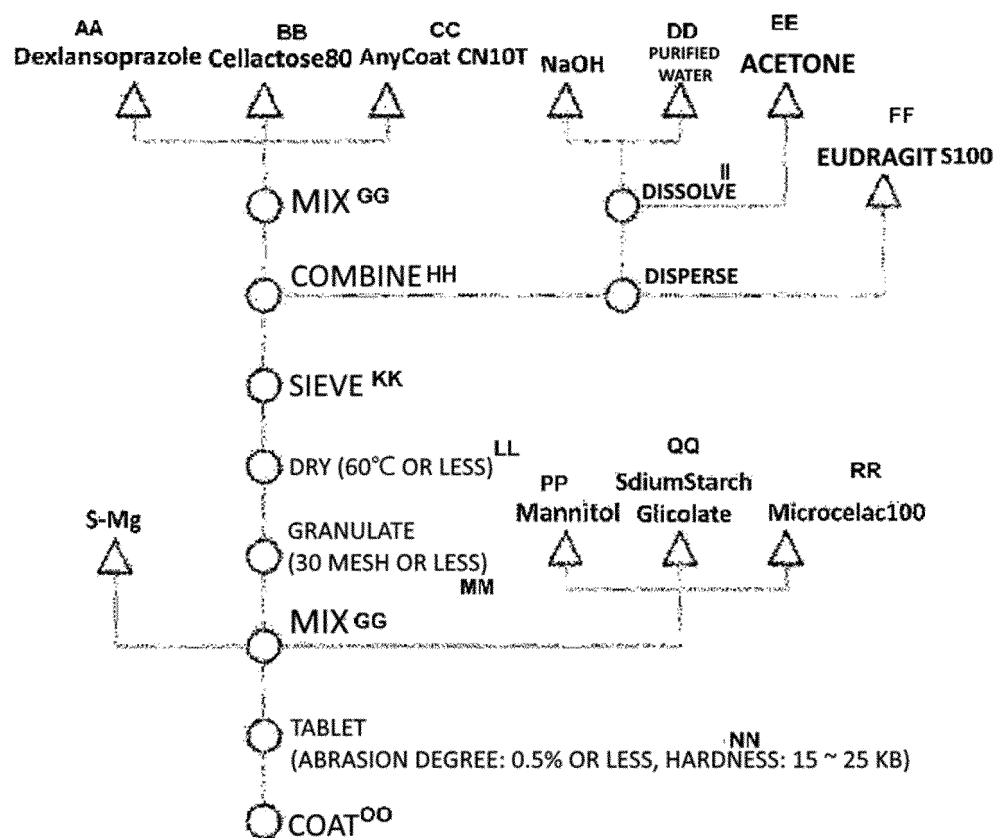 AA
Dexlansoprazole
BB
Cellactose80
CC
AnyCoat CN10T
NaOH
DD
PURIFIED
WATER
EE
ACETONE
FF
EUDRAGIT S100
MIX GG
DISSOLVE II
COMBINE HH
DISPERSE
SIEVE KK
DRY (60℃ OR LESS) LL
S-Mg
GRANULATE
(30 MESH OR LESS)
MM
PP
Mannitol
QQ
SdiumStarch
Glicolate
RR
Microcelac100
MIX GG
TABLET
(ABRASION DEGREE: 0.5% OR LESS, HARDNESS: 15 ~ 25 KB)
NN
COAT OO